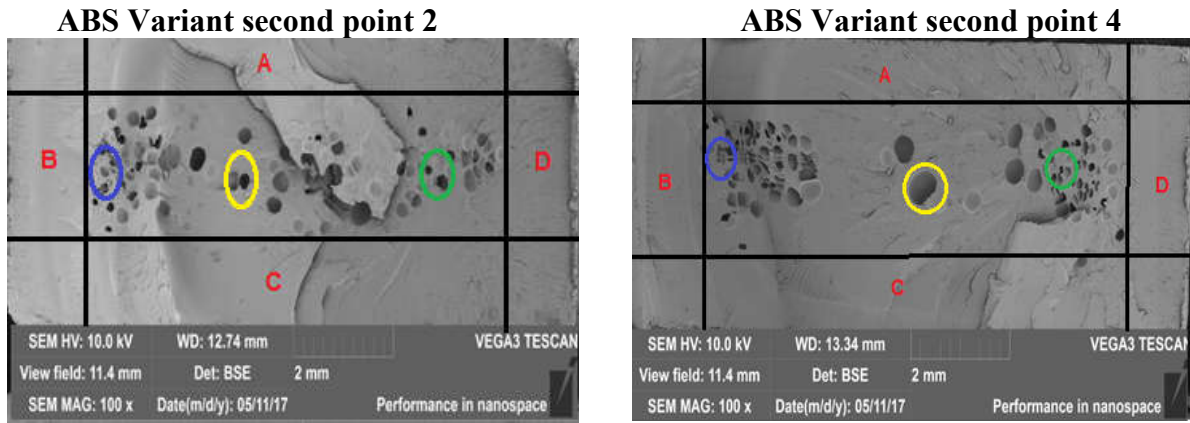 ABS Variant second point 2
A
B
D
C
SEM HV: 10.0 kV WD: 12.74 mm VEGA3 TESCAN
View field: 11.4 mm Det: BSE 2 mm
SEM MAG: 100 x Date(m/d/y): 05/11/17 Performance in nanospace
ABS Variant second point 4
A
B
D
C
SEM HV: 10.0 kV WD: 13.34 mm VEGA3 TESCAN
View field: 11.4 mm Det: BSE 2 mm
SEM MAG: 100 x Date(m/d/y): 05/11/17 Performance in nanospace